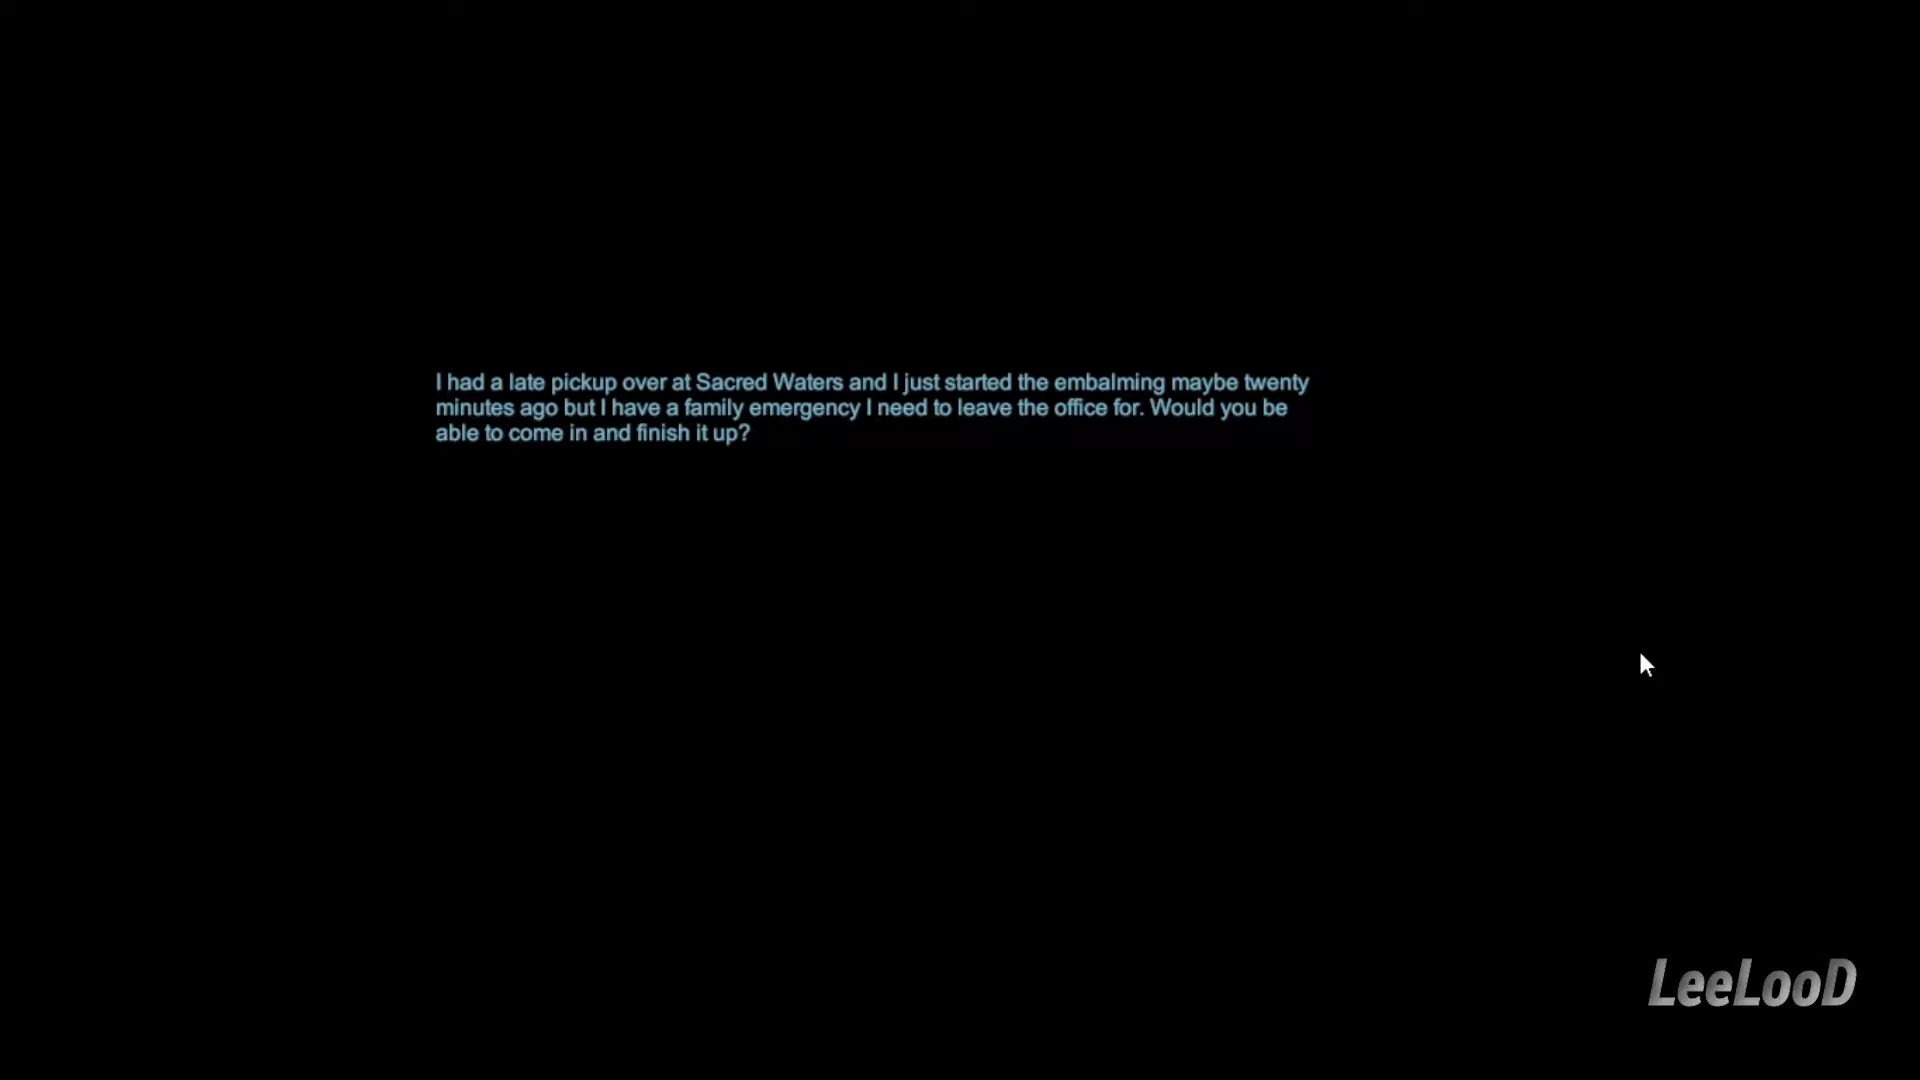 I had a late pickup over at Sacred Waters and I just started the embalming maybe twenty
minutes ago but I have a family emergency I need to leave the office for. Would you be
able to come in and finish it up?
LeeLooD